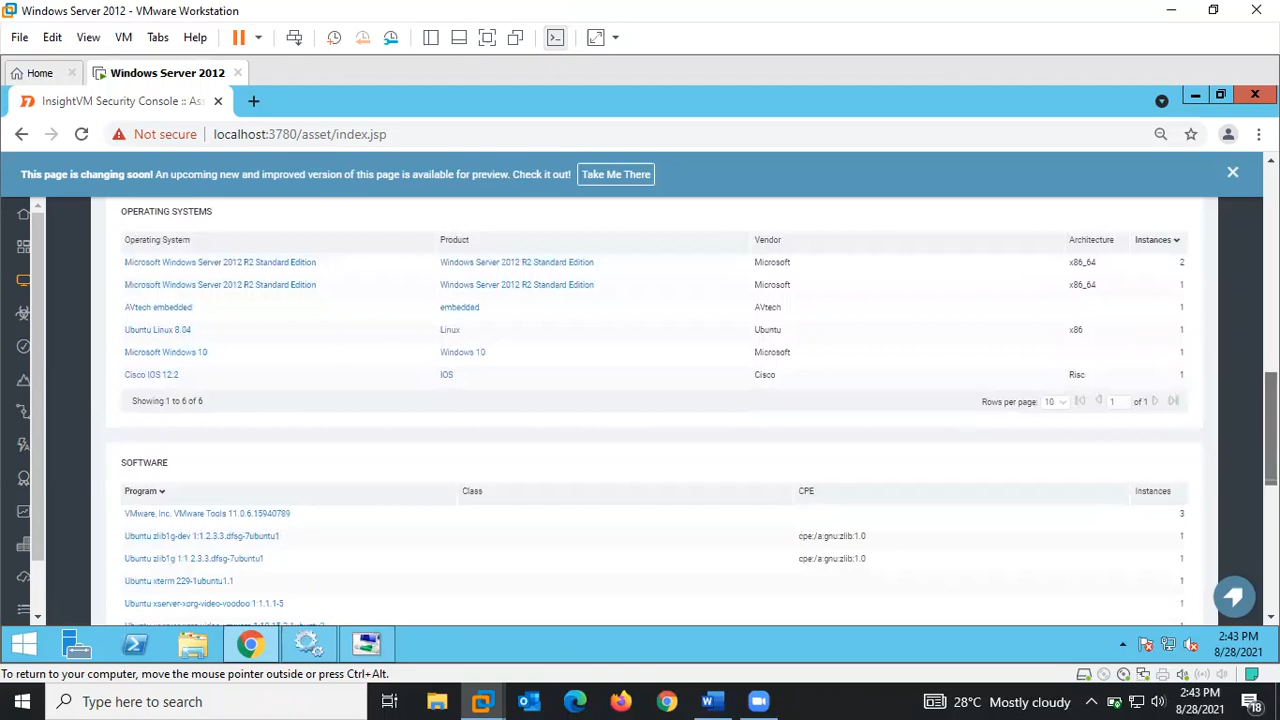 Windows Server 2012 - VMware Workstation
File Edit View VM Tabs Help
Home Windows Server 2012
InsightVM Security Console :: Ass
Not secure localhost:3780/asset/index.jsp
This page is changing soon! An upcoming new and improved version of this page is available for preview. Check it out! Take Me There
OPERATING SYSTEMS
Operating System Product Vendor Architecture Instances
Microsoft Windows Server 2012 R2 Standard Edition Windows Server 2012 R2 Standard Edition Microsoft x86_64 2
Microsoft Windows Server 2012 R2 Standard Edition Windows Server 2012 R2 Standard Edition Microsoft x86_64 1
AVtech embedded embedded AVtech 1
Ubuntu Linux 8.04 Linux Ubuntu x86 1
Microsoft Windows 10 Windows 10 Microsoft 1
Cisco IOS 12.2 IOS Cisco Risc 1
Showing 1 to 6 of 6 Rows per page: 10 1 of 1
SOFTWARE
Program Class CPE Instances
VMware, Inc. VMware Tools 11.0.6.15940789 3
Ubuntu zlib1g-dev 1:1.2.3.3.dfsg-7ubuntu1 cpe:/a:gnu:zlib:1.0 1
Ubuntu zlib1g 1:1.2.3.3.dfsg-7ubuntu1 cpe:/a:gnu:zlib:1.0 1
Ubuntu xterm 229-1ubuntu1.1 1
Ubuntu xserver-xorg-video-voodoo 1:1.1.1-5 1
2:43 PM
8/28/2021
To return to your computer, move the mouse pointer outside or press Ctrl+Alt.
Type here to search 28°C Mostly cloudy 2:43 PM
8/28/2021 18